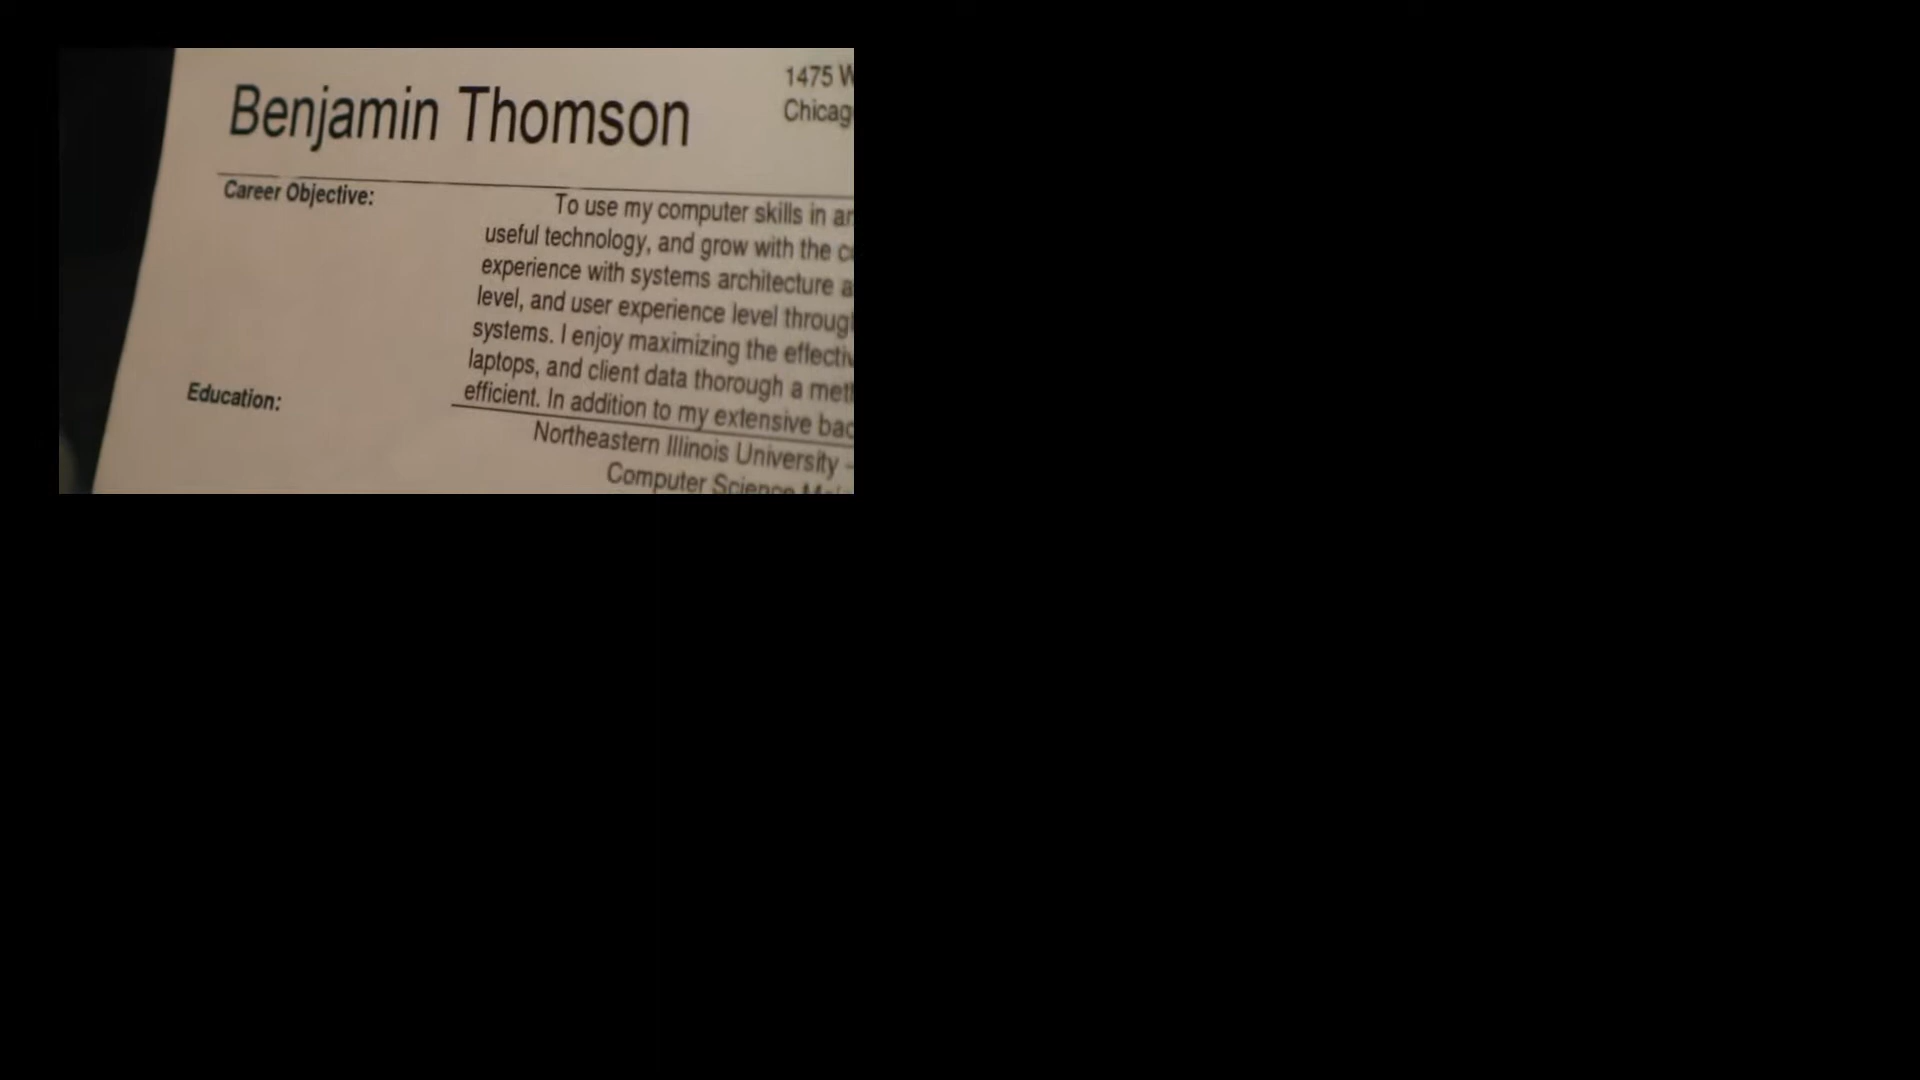 Benjamin Thomson
1475
Career Objective:
To use my computer skills in
useful technology, and grow with the
experience with systems architecture
level, and user experience level
systems. I enjoy maximizing the
laptops, and client data thorough a
efficient. In addition to my extensive
Education:
Northeastern Illinois University -
Computer Science